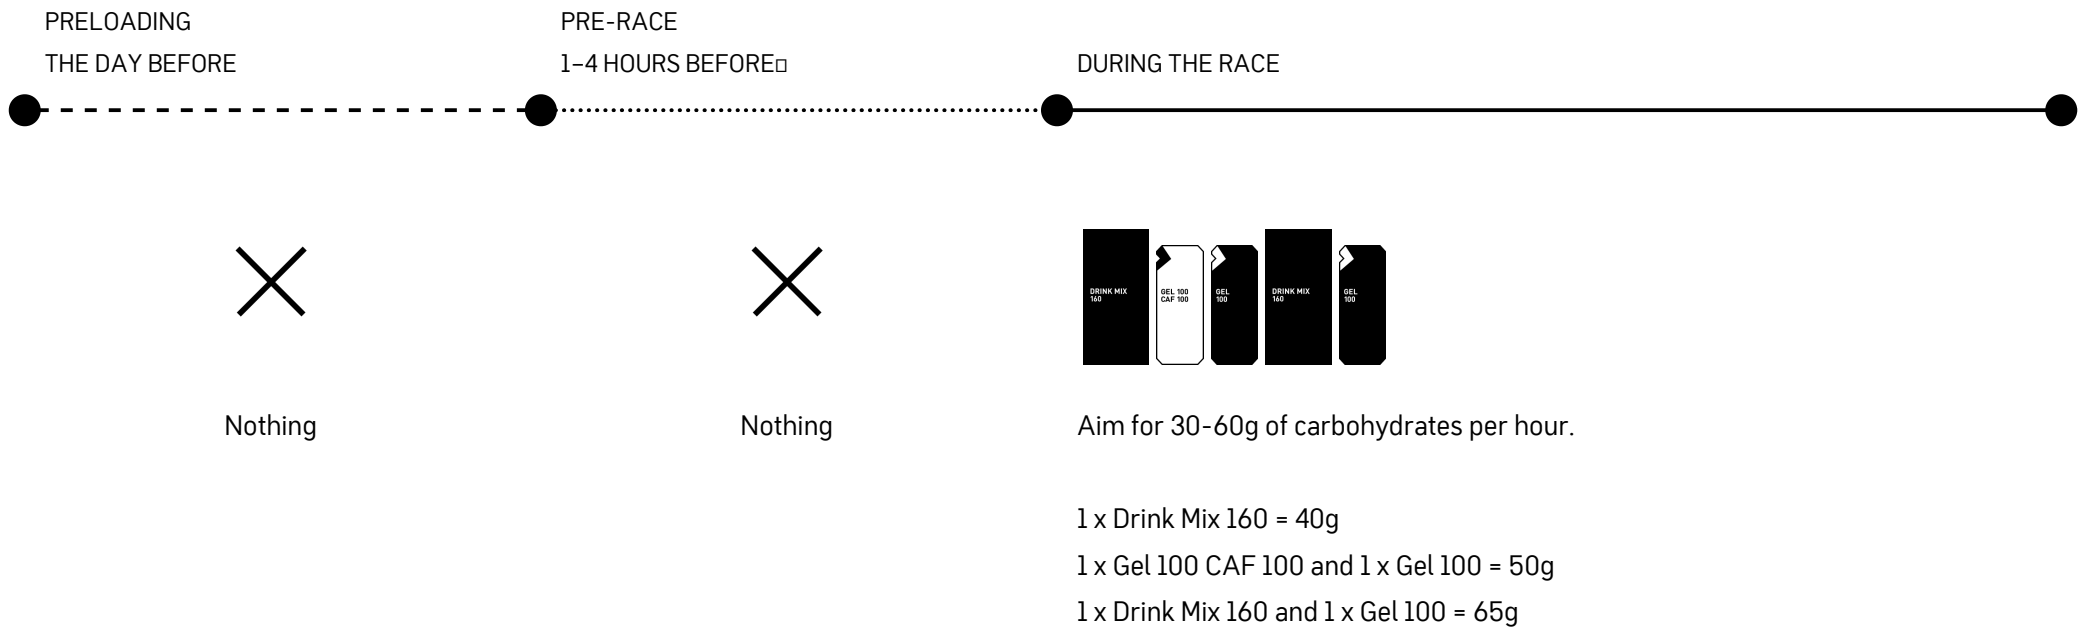 PRELOADING
THE DAY BEFORE
PRE-RACE
1–4 HOURS BEFORE▯
DURING THE RACE
DRINK MIX
160
GEL 100
CAF 100
GEL
100
DRINK MIX
160
GEL
100
Nothing
Nothing
Aim for 30-60g of carbohydrates per hour.
1 x Drink Mix 160 = 40g
1 x Gel 100 CAF 100 and 1 x Gel 100 = 50g
1 x Drink Mix 160 and 1 x Gel 100 = 65g